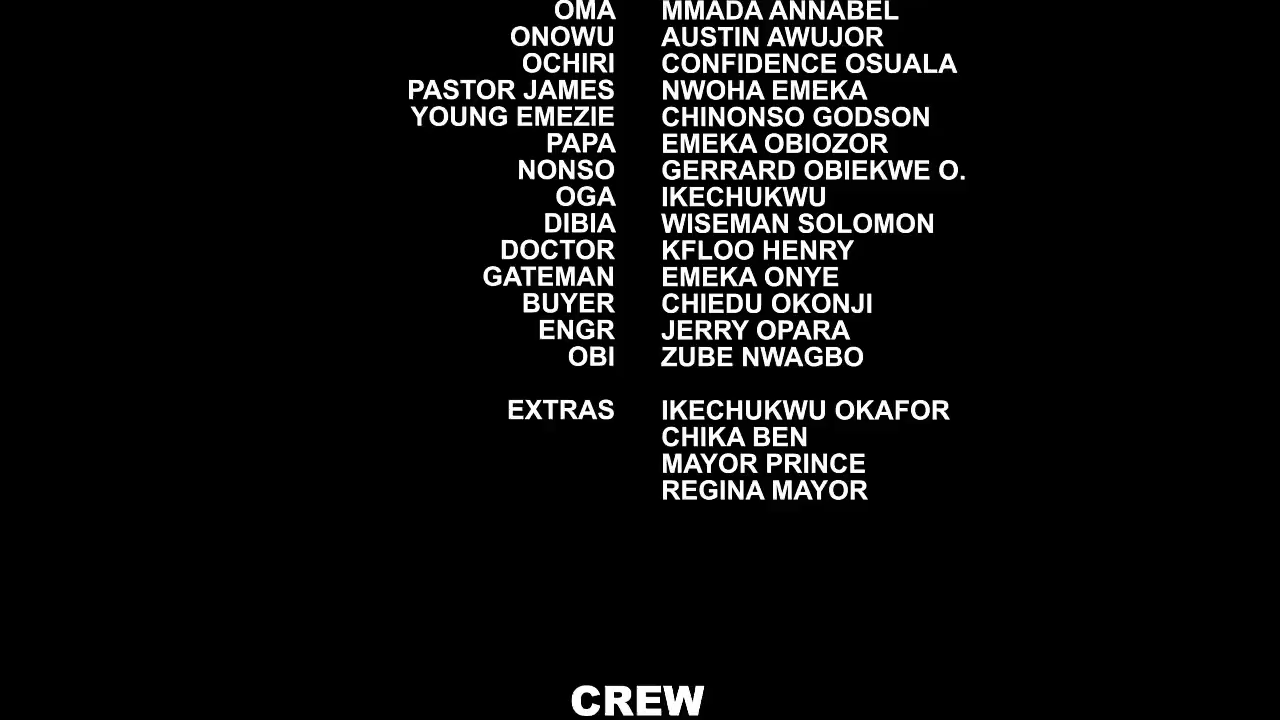 OMA MMADA ANNABEL
ONOWU AUSTIN AWUJOR
OCHIRI CONFIDENCE OSUALA
PASTOR JAMES NWOHA EMEKA
YOUNG EMEZIE CHINONSO GODSON
PAPA EMEKA OBIOZOR
NONSO GERRARD OBIEKWE O.
OGA IKECHUKWU
DIBIA WISEMAN SOLOMON
DOCTOR KFLOO HENRY
GATEMAN EMEKA ONYE
BUYER CHIEDU OKONJI
ENGR JERRY OPARA
OBI ZUBE NWAGBO
EXTRAS IKECHUKWU OKAFOR
CHIKA BEN
MAYOR PRINCE
REGINA MAYOR
CREW